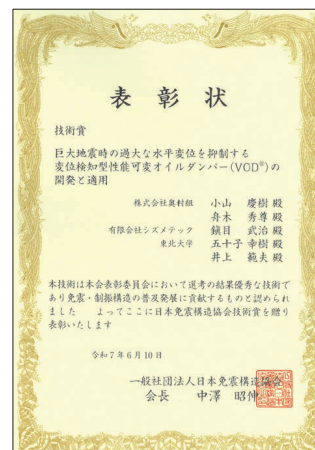 表彰状
技術賞
巨大地震時の過大な水平変位を抑制する
変位検知型性能可変オイルダンパー(VOD®)の
開発と適用
株式会社奥村組 小山 慶樹 殿
舟木 秀尊 殿
有限会社シズメテック 鎭目 武治 殿
東北大学 五十子 幸樹 殿
井上 範夫 殿
本技術は本会表彰委員会において選考の結果優秀な技術で
あり免震・制振構造の普及発展に貢献するものと認められ
ました よってここに日本免震構造協会技術賞を贈り
表彰いたします
令和7年6月10日
一般社団法人日本免震構造協会
会長 中澤 昭伸